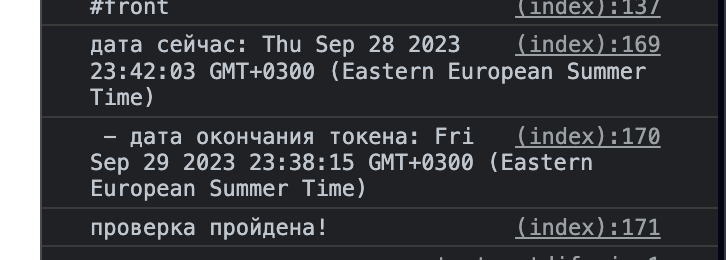 #front (index):137
дата сейчас: Thu Sep 28 2023 (index):169
23:42:03 GMT+0300 (Eastern European Summer
Time)
– дата окончания токена: Fri (index):170
Sep 29 2023 23:38:15 GMT+0300 (Eastern
European Summer Time)
проверка пройдена! (index):171